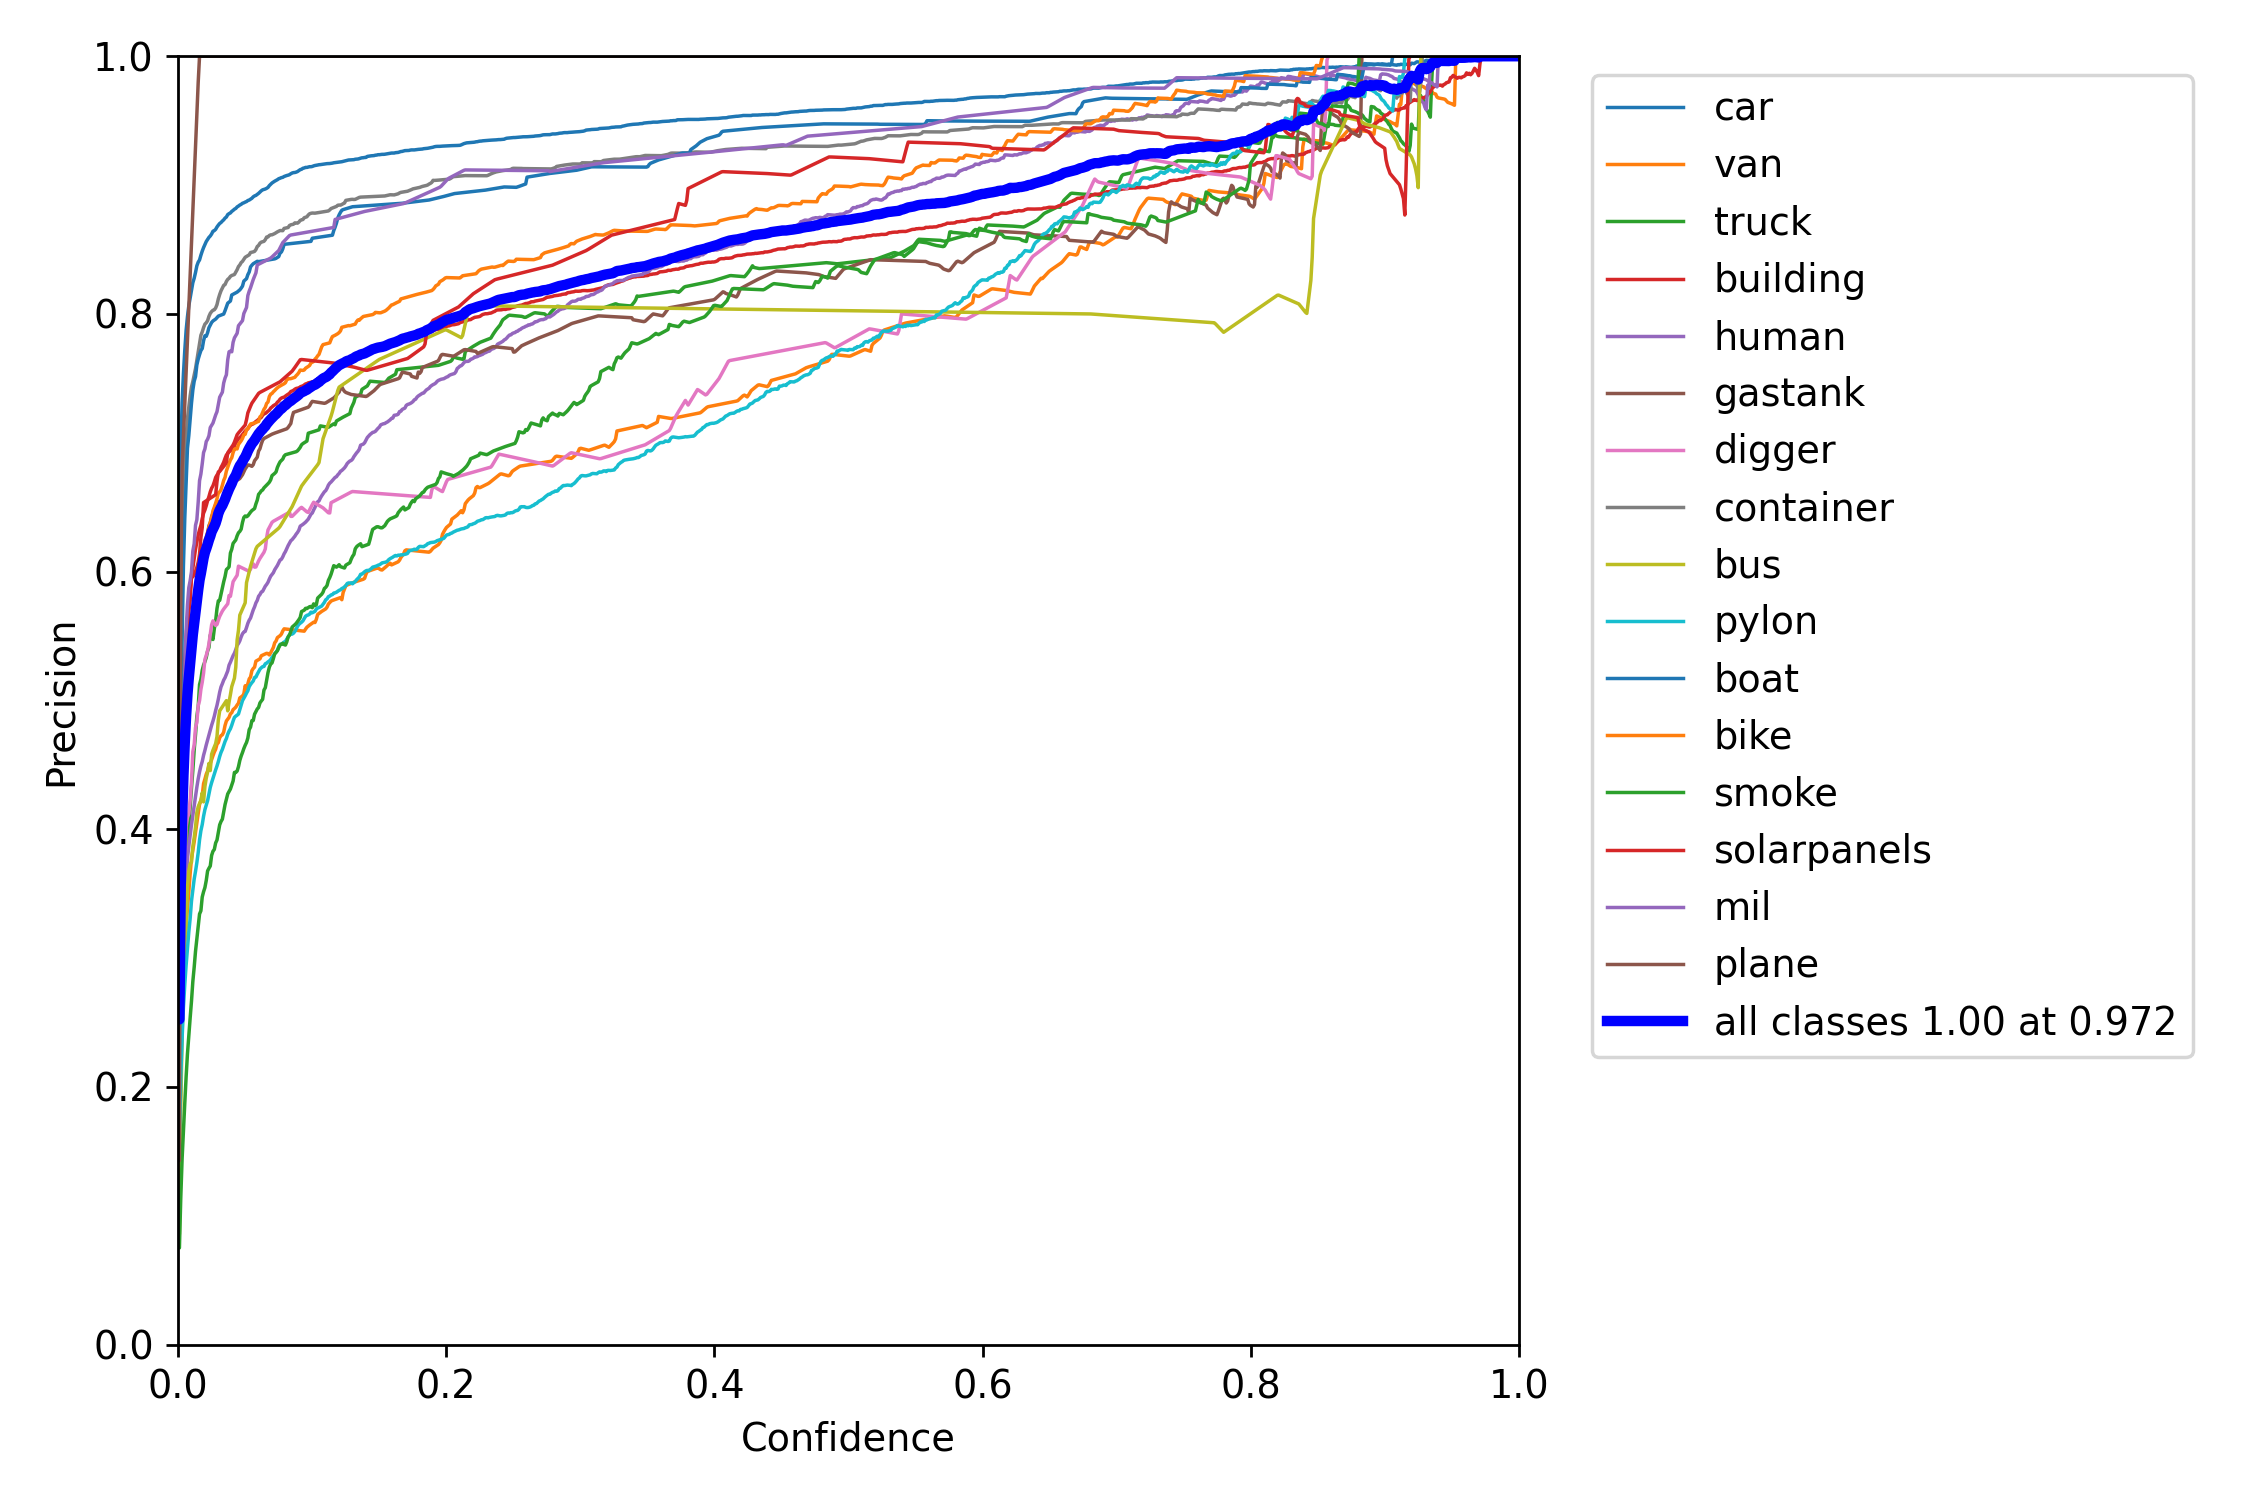 1.0
0.8
0.6
0.4
0.2
0.0
0.0 0.2 0.4 0.6 0.8 1.0
Precision
Confidence
car
van
truck
building
human
gastank
digger
container
bus
pylon
boat
bike
smoke
solarpanels
mil
plane
all classes 1.00 at 0.972